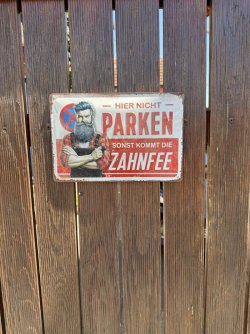 HIER NICHT
PARKEN
SONST KOMMT DIE
ZAHNFEE